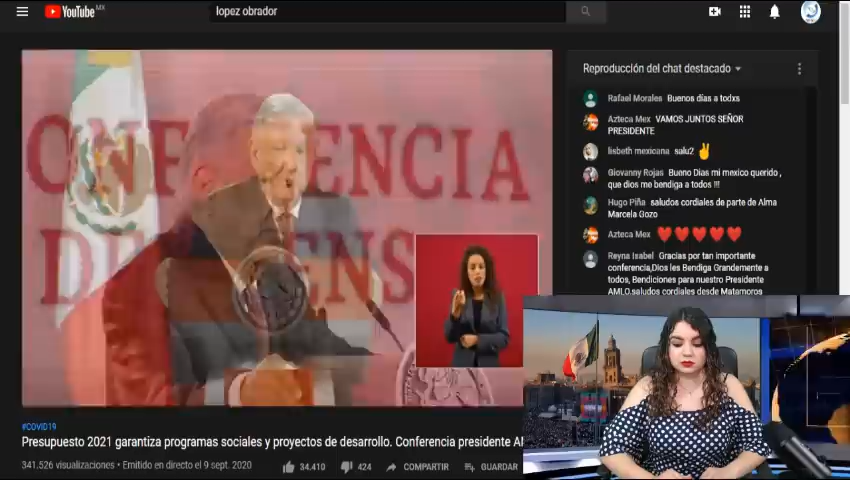 YouTube MX
lopez obrador
CONFERENCIA
DE PRENS
Reproducción del chat destacado
Rafael Morales Buenos días a todxs
Azteca Mex VAMOS JUNTOS SEÑOR
PRESIDENTE
lisbeth mexicana salu2 ✌
Giovanny Rojas Bueno Dias mi mexico querido ,
que dios me bendiga a todos !!!
Hugo Piña saludos cordiales de parte de Alma
Marcela Gozo
Azteca Mex ❤❤❤❤❤
Reyna Isabel Gracias por tan importante
conferencia,Dios les Bendiga Grandemente a
todos, Bendiciones para nuestro Presidente
AMLO.saludos cordiales desde Matamoros
#COVID19
Presupuesto 2021 garantiza programas sociales y proyectos de desarrollo. Conferencia presidente
341.526 visualizaciones • Emitido en directo el 9 sept. 2020
34.410
424
COMPARTIR
GUARDAR